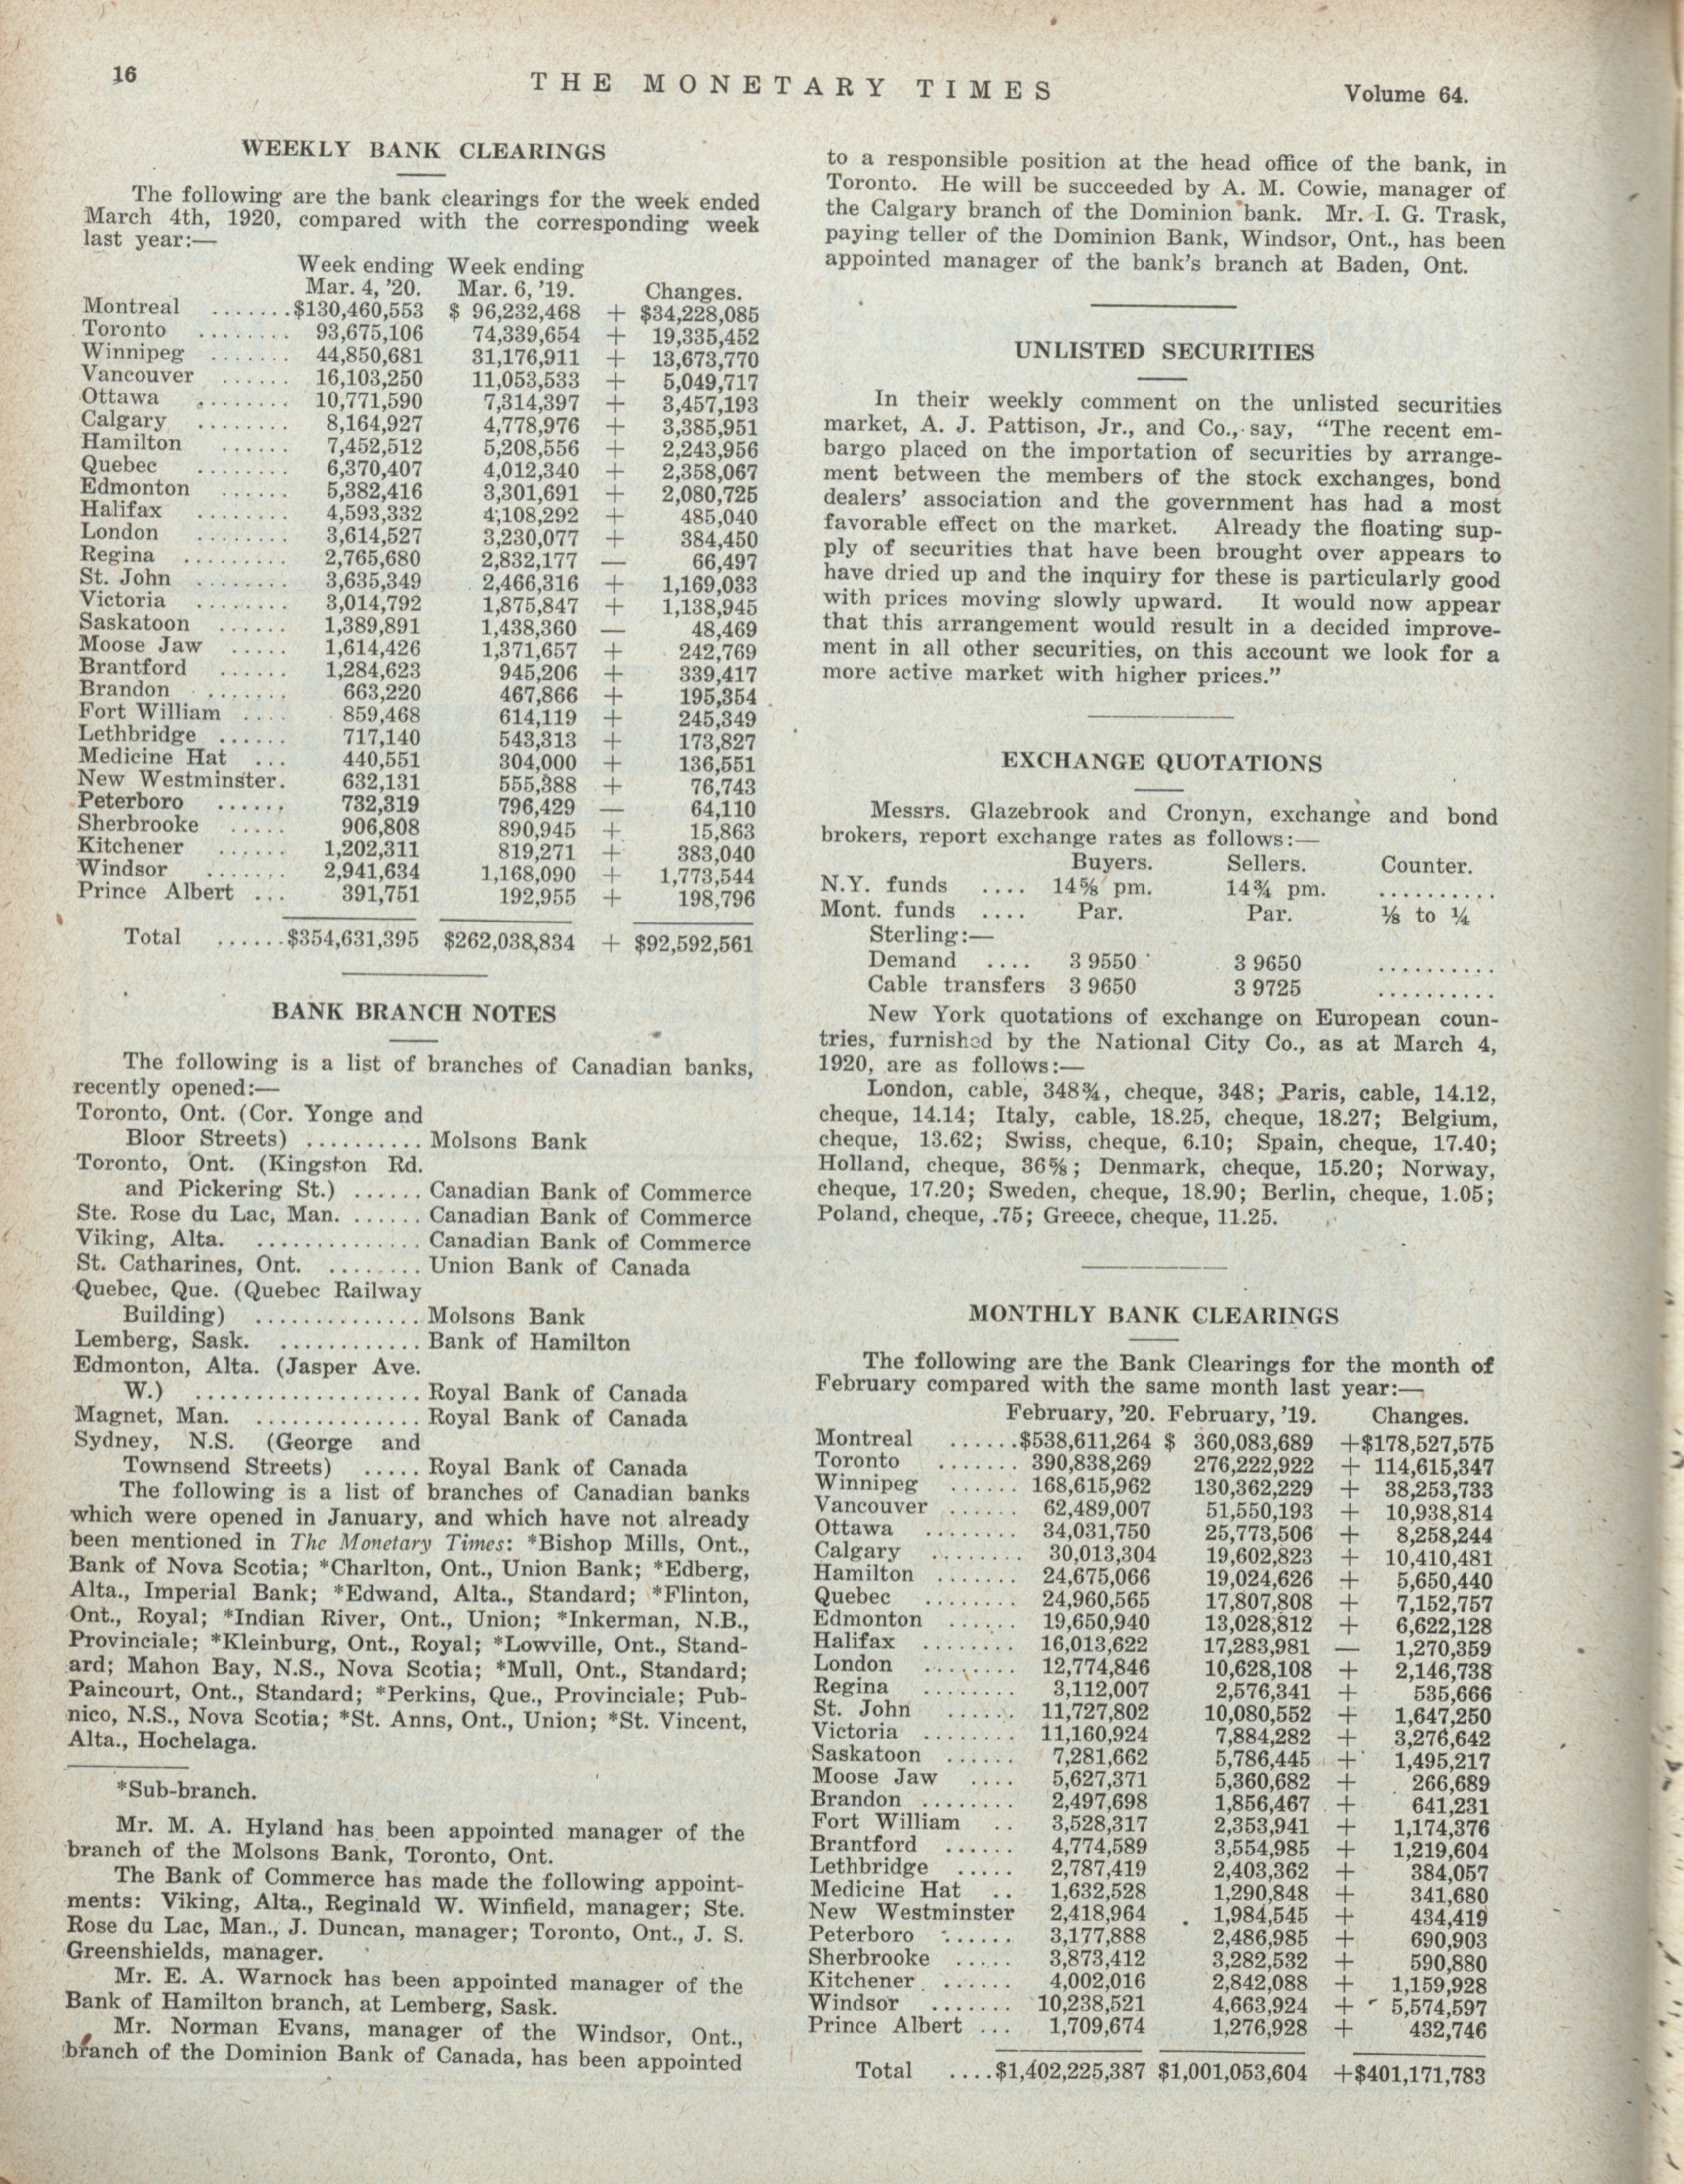 16
THE MONETARY TIMES
Volume 64.
WEEKLY BANK CLEARINGS
The following are the bank clearings for the week ended
March 4th, 1920, compared with the corresponding week
last year:—
Week ending Week ending
Mar. 4, '20. Mar. 6, '19. Changes.
Montreal .......$130,460,553 $ 96,232,468 + $34,228,085
Toronto ........ 93,675,106 74,339,654 + 19,335,452
Winnipeg ....... 44,850,681 31,176,911 + 13,673,770
Vancouver ...... 16,103,250 11,053,533 + 5,049,717
Ottawa ........ 10,771,590 7,314,397 + 3,457,193
Calgary ........ 8,164,927 4,778,976 + 3,385,951
Hamilton ...... 7,452,512 5,208,556 + 2,243,956
Quebec ........ 6,370,407 4,012,340 + 2,358,067
Edmonton ...... 5,382,416 3,301,691 + 2,080,725
Halifax ........ 4,593,332 4,108,292 + 485,040
London ........ 3,614,527 3,230,077 + 384,450
Regina ......... 2,765,680 2,832,177 — 66,497
St. John ........ 3,635,349 2,466,316 + 1,169,033
Victoria ........ 3,014,792 1,875,847 + 1,138,945
Saskatoon ...... 1,389,891 1,438,360 — 48,469
Moose Jaw ..... 1,614,426 1,371,657 + 242,769
Brantford ...... 1,284,623 945,206 + 339,417
Brandon ....... 663,220 467,866 + 195,354
Fort William .... 859,468 614,119 + 245,349
Lethbridge ...... 717,140 543,313 + 173,827
Medicine Hat ... 440,551 304,000 + 136,551
New Westminster. 632,131 555,388 + 76,743
Peterboro ...... 732,319 796,429 — 64,110
Sherbrooke ..... 906,808 890,945 + 15,863
Kitchener ...... 1,202,311 819,271 + 383,040
Windsor ....... 2,941,634 1,168,090 + 1,773,544
Prince Albert ... 391,751 192,955 + 198,796
Total ......$354,631,395 $262,038,834 + $92,592,561
BANK BRANCH NOTES
The following is a list of branches of Canadian banks,
recently opened:—
Toronto, Ont. (Cor. Yonge and
Bloor Streets) .......... Molsons Bank
Toronto, Ont. (Kingston Rd.
and Pickering St.) ...... Canadian Bank of Commerce
Ste. Rose du Lac, Man. ...... Canadian Bank of Commerce
Viking, Alta. .............. Canadian Bank of Commerce
St. Catharines, Ont. ........ Union Bank of Canada
Quebec, Que. (Quebec Railway
Building) .............. Molsons Bank
Lemberg, Sask. ............ Bank of Hamilton
Edmonton, Alta. (Jasper Ave.
W.) ................... Royal Bank of Canada
Magnet, Man. .............. Royal Bank of Canada
Sydney, N.S. (George and
Townsend Streets) ..... Royal Bank of Canada
The following is a list of branches of Canadian banks
which were opened in January, and which have not already
been mentioned in The Monetary Times: *Bishop Mills, Ont.,
Bank of Nova Scotia; *Charlton, Ont., Union Bank; *Edberg,
Alta., Imperial Bank; *Edwand, Alta., Standard; *Flinton,
Ont., Royal; *Indian River, Ont., Union; *Inkerman, N.B.,
Provinciale; *Kleinburg, Ont., Royal; *Lowville, Ont., Stand-
ard; Mahon Bay, N.S., Nova Scotia; *Mull, Ont., Standard;
Paincourt, Ont., Standard; *Perkins, Que., Provinciale; Pub-
nico, N.S., Nova Scotia; *St. Anns, Ont., Union; *St. Vincent,
Alta., Hochelaga.
*Sub-branch.
Mr. M. A. Hyland has been appointed manager of the
branch of the Molsons Bank, Toronto, Ont.
The Bank of Commerce has made the following appoint-
ments: Viking, Alta., Reginald W. Winfield, manager; Ste.
Rose du Lac, Man., J. Duncan, manager; Toronto, Ont., J. S.
Greenshields, manager.
Mr. E. A. Warnock has been appointed manager of the
Bank of Hamilton branch, at Lemberg, Sask.
Mr. Norman Evans, manager of the Windsor, Ont.,
branch of the Dominion Bank of Canada, has been appointed
to a responsible position at the head office of the bank, in
Toronto. He will be succeeded by A. M. Cowie, manager of
the Calgary branch of the Dominion bank. Mr. I. G. Trask,
paying teller of the Dominion Bank, Windsor, Ont., has been
appointed manager of the bank's branch at Baden, Ont.
UNLISTED SECURITIES
In their weekly comment on the unlisted securities
market, A. J. Pattison, Jr., and Co., say, “The recent em-
bargo placed on the importation of securities by arrange-
ment between the members of the stock exchanges, bond
dealers' association and the government has had a most
favorable effect on the market. Already the floating sup-
ply of securities that have been brought over appears to
have dried up and the inquiry for these is particularly good
with prices moving slowly upward. It would now appear
that this arrangement would result in a decided improve-
ment in all other securities, on this account we look for a
more active market with higher prices.”
EXCHANGE QUOTATIONS
Messrs. Glazebrook and Cronyn, exchange and bond
brokers, report exchange rates as follows:—
Buyers. Sellers. Counter.
N.Y. funds .... 14⅝ pm. 14¾ pm. ..........
Mont. funds .... Par. Par. ⅛ to ¼
Sterling:—
Demand .... 3 9550 3 9650 ..........
Cable transfers 3 9650 3 9725 ..........
New York quotations of exchange on European coun-
tries, furnished by the National City Co., as at March 4,
1920, are as follows:—
London, cable, 348¾, cheque, 348; Paris, cable, 14.12,
cheque, 14.14; Italy, cable, 18.25, cheque, 18.27; Belgium,
cheque, 13.62; Swiss, cheque, 6.10; Spain, cheque, 17.40;
Holland, cheque, 36⅝; Denmark, cheque, 15.20; Norway,
cheque, 17.20; Sweden, cheque, 18.90; Berlin, cheque, 1.05;
Poland, cheque, .75; Greece, cheque, 11.25.
MONTHLY BANK CLEARINGS
The following are the Bank Clearings for the month of
February compared with the same month last year:—
February, '20. February, '19. Changes.
Montreal ......$538,611,264 $ 360,083,689 +$178,527,575
Toronto ....... 390,838,269 276,222,922 + 114,615,347
Winnipeg ...... 168,615,962 130,362,229 + 38,253,733
Vancouver ...... 62,489,007 51,550,193 + 10,938,814
Ottawa ........ 34,031,750 25,773,506 + 8,258,244
Calgary ........ 30,013,304 19,602,823 + 10,410,481
Hamilton ....... 24,675,066 19,024,626 + 5,650,440
Quebec ........ 24,960,565 17,807,808 + 7,152,757
Edmonton ...... 19,650,940 13,028,812 + 6,622,128
Halifax ........ 16,013,622 17,283,981 — 1,270,359
London ........ 12,774,846 10,628,108 + 2,146,738
Regina ........ 3,112,007 2,576,341 + 535,666
St. John ...... 11,727,802 10,080,552 + 1,647,250
Victoria ........ 11,160,924 7,884,282 + 3,276,642
Saskatoon ...... 7,281,662 5,786,445 + 1,495,217
Moose Jaw .... 5,627,371 5,360,682 + 266,689
Brandon ........ 2,497,698 1,856,467 + 641,231
Fort William .. 3,528,317 2,353,941 + 1,174,376
Brantford ...... 4,774,589 3,554,985 + 1,219,604
Lethbridge ..... 2,787,419 2,403,362 + 384,057
Medicine Hat .. 1,632,528 1,290,848 + 341,680
New Westminster 2,418,964 1,984,545 + 434,419
Peterboro ...... 3,177,888 2,486,985 + 690,903
Sherbrooke ..... 3,873,412 3,282,532 + 590,880
Kitchener ...... 4,002,016 2,842,088 + 1,159,928
Windsor ....... 10,238,521 4,663,924 + 5,574,597
Prince Albert ... 1,709,674 1,276,928 + 432,746
Total ....$1,402,225,387 $1,001,053,604 +$401,171,783